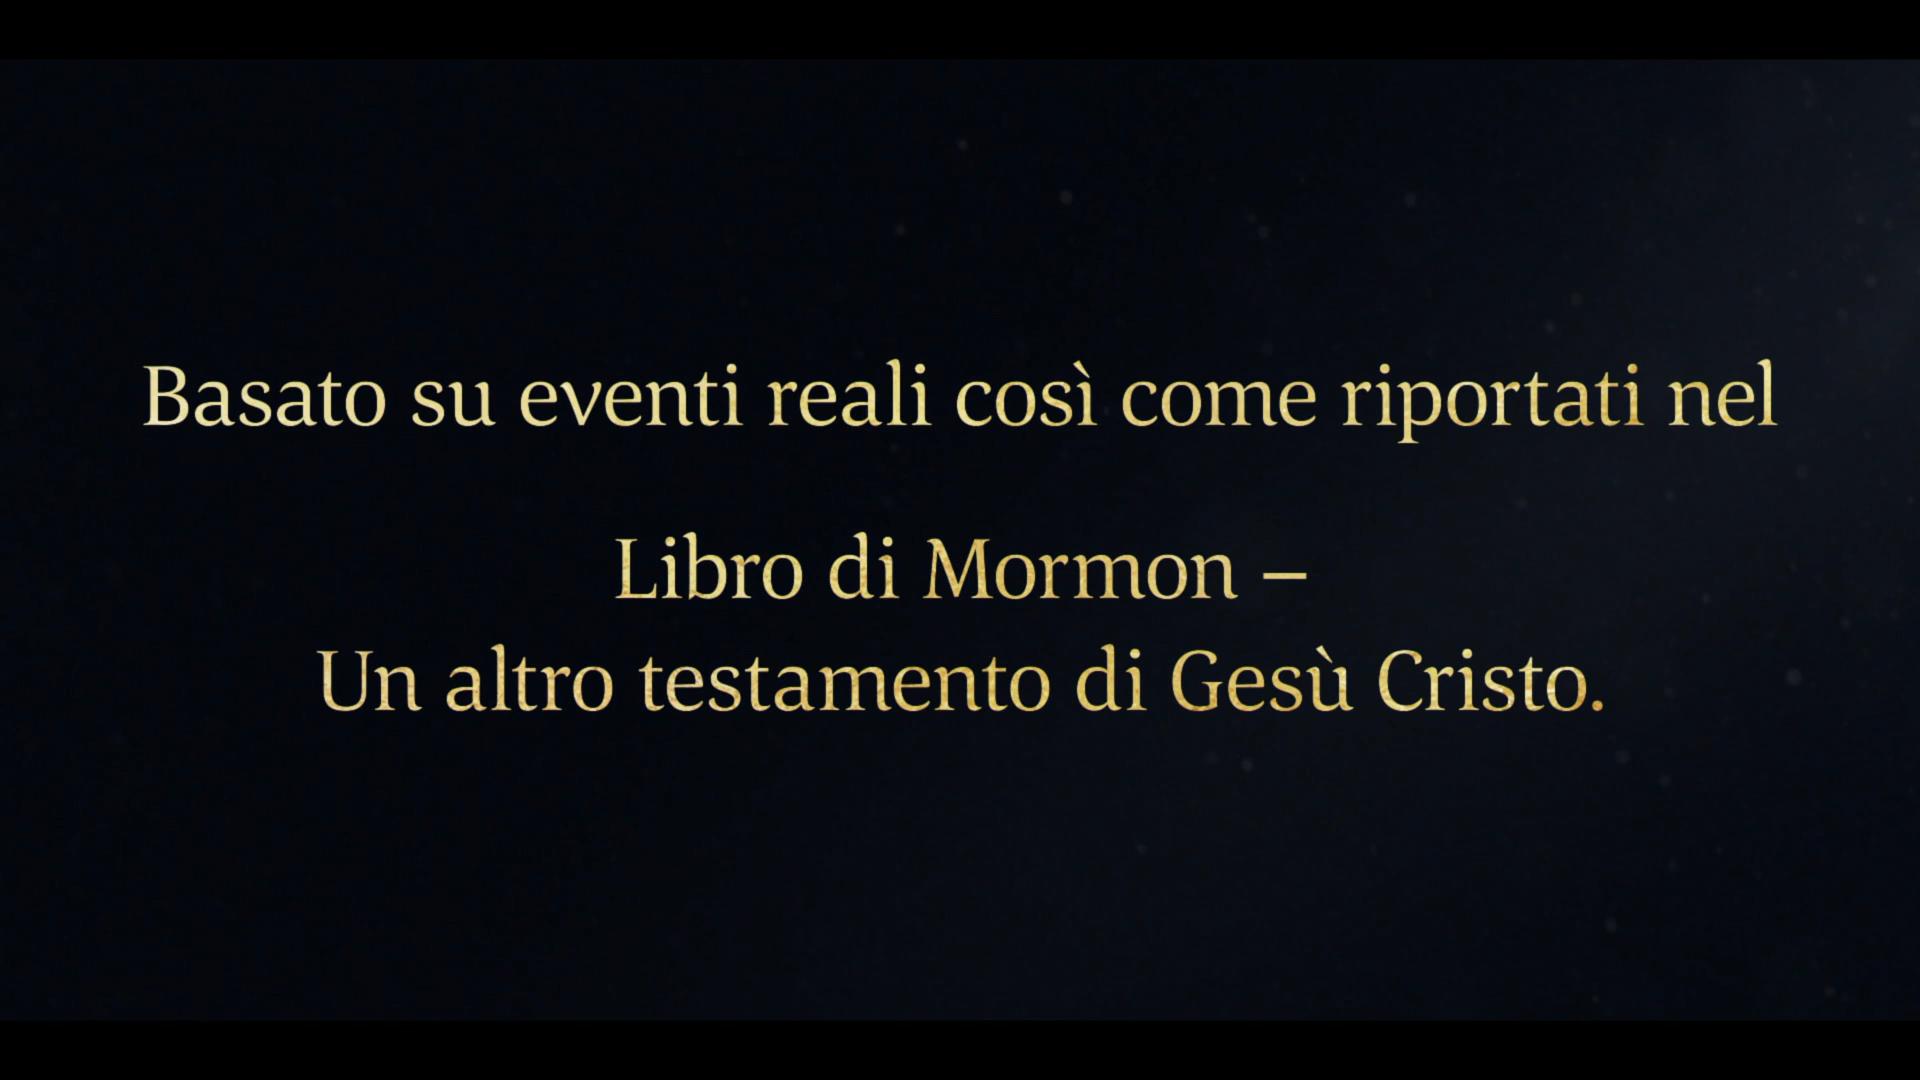 Basato su eventi reali così come riportati nel
Libro di Mormon –
Un altro testamento di Gesù Cristo.